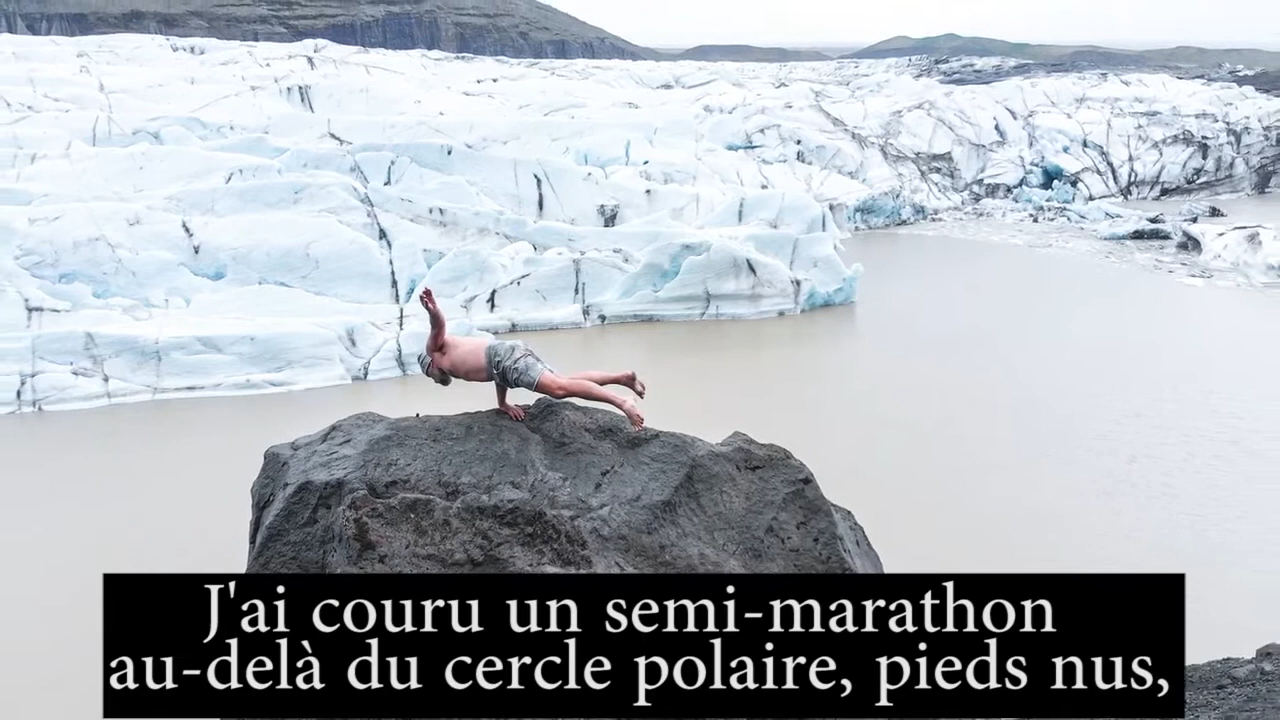 J'ai couru un semi-marathon
au-delà du cercle polaire, pieds nus,